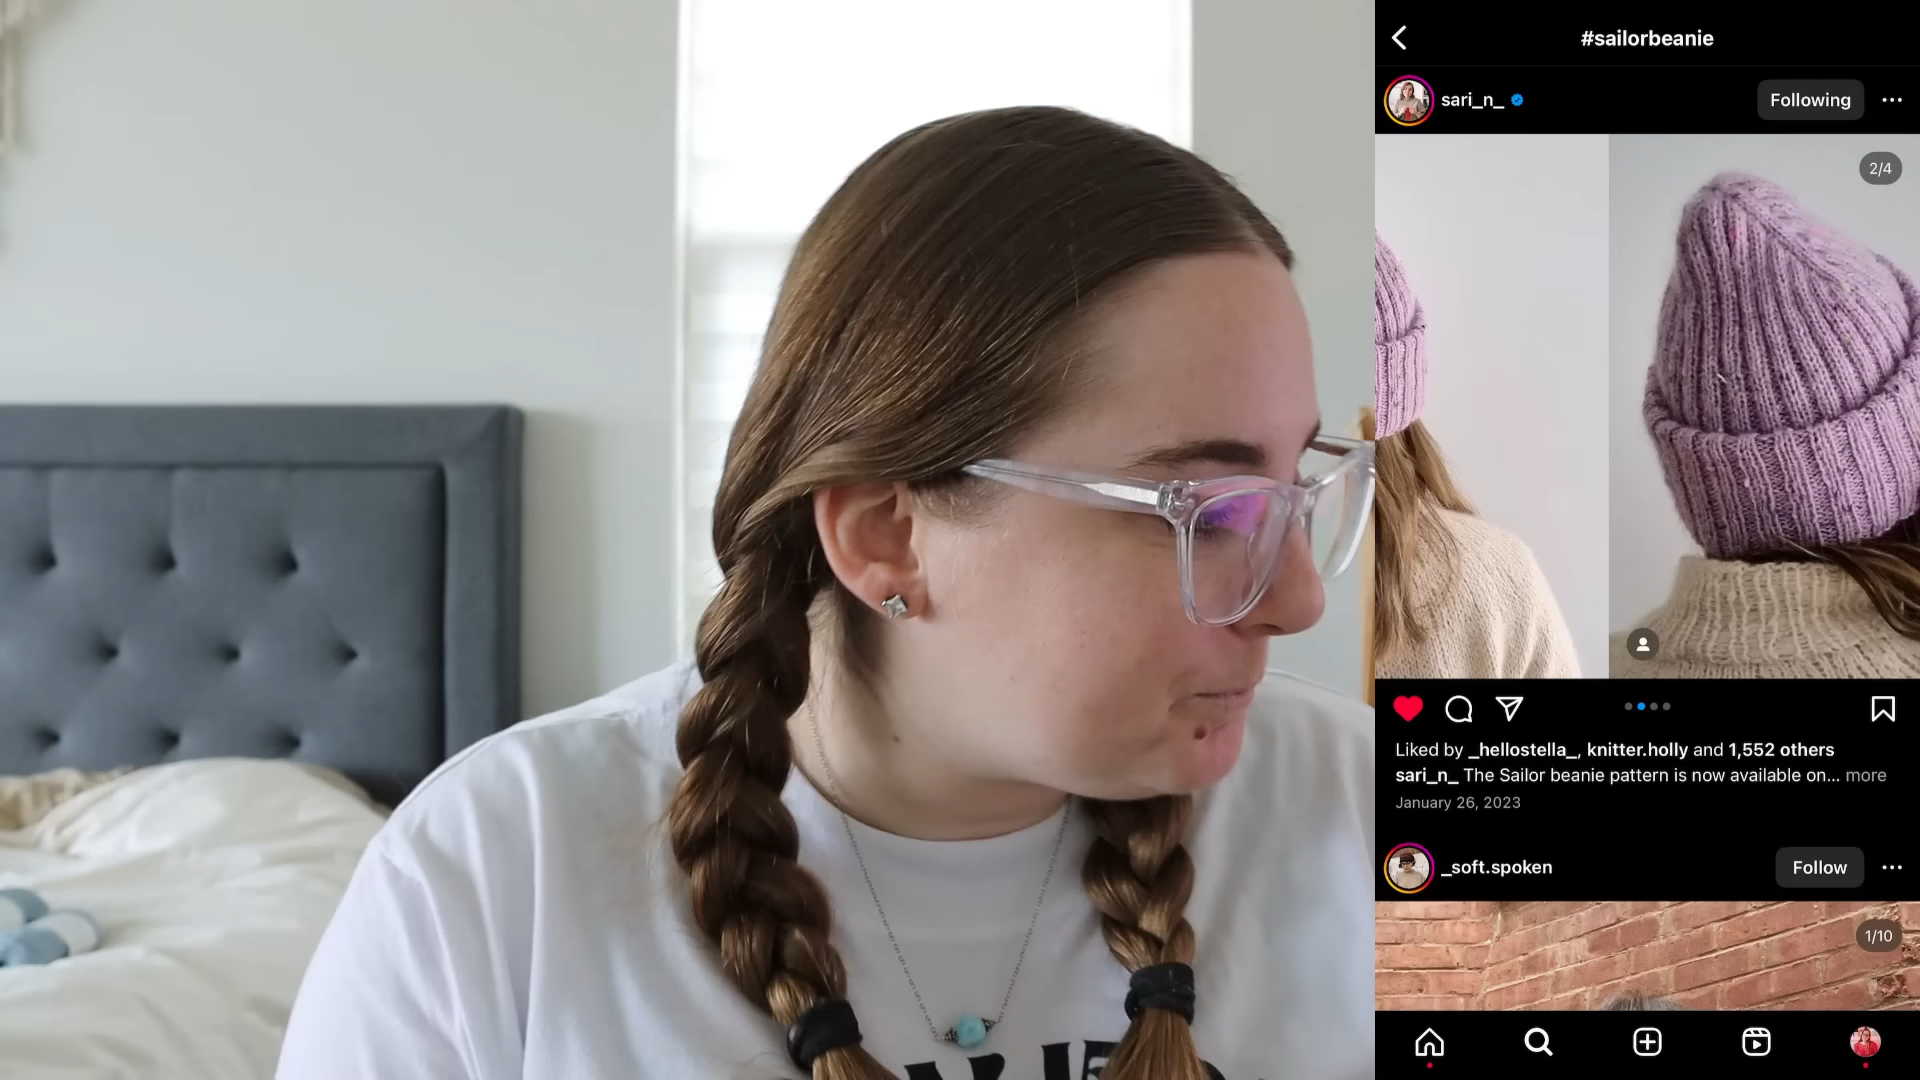 #sailorbeanie
sari_n_
Following
2/4
Liked by _hellostella_, knitter.holly and 1,552 others
sari_n_ The Sailor beanie pattern is now available on... more
January 26, 2023
_soft.spoken
Follow
1/10